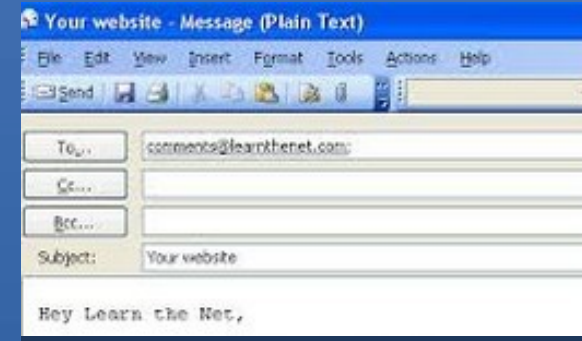 Your website - Message (Plain Text)
File Edit View Insert Format Tools Actions Help
Send
To...
comments@learnthenet.com;
Cc...
Bcc...
Subject: Your website
Hey Learn the Net,